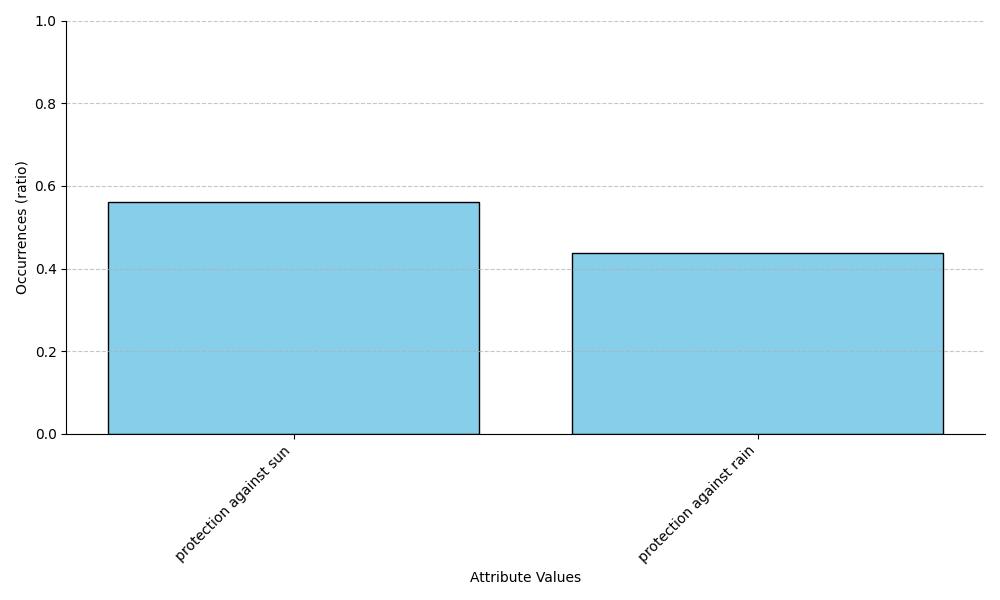 1.0
0.8
0.6
0.4
0.2
0.0
Occurrences (ratio)
protection against sun
protection against rain
Attribute Values